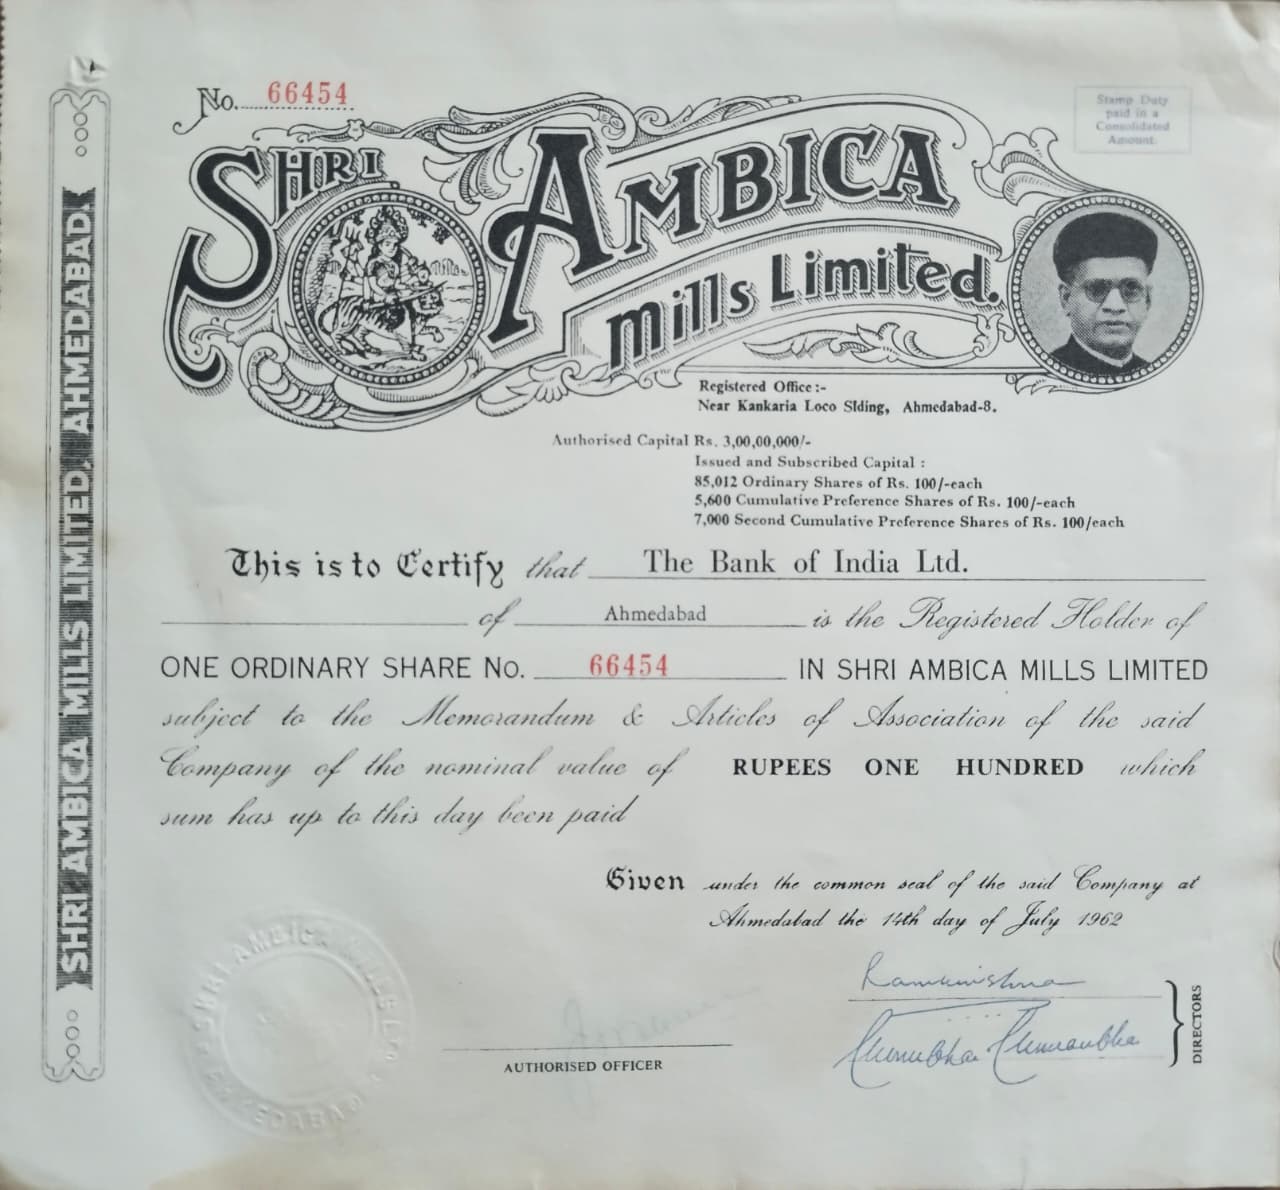 No. 66454
Stamp Duty
paid in a
Consolidated
Amount.
SHRI AMBICA
Mills Limited.
Registered Office :-
Near Kankaria Loco Siding, Ahmedabad-8.
Authorised Capital Rs. 3,00,00,000/-
Issued and Subscribed Capital :
85,012 Ordinary Shares of Rs. 100/-each
5,600 Cumulative Preference Shares of Rs. 100/-each
7,000 Second Cumulative Preference Shares of Rs. 100/each
This is to Certify that The Bank of India Ltd.
of Ahmedabad is the Registered Holder of
ONE ORDINARY SHARE No. 66454 IN SHRI AMBICA MILLS LIMITED
subject to the Memorandum & Articles of Association of the said
Company of the nominal value of RUPEES ONE HUNDRED which
sum has up to this day been paid
Given under the common seal of the said Company at
Ahmedabad the 14th day of July 1962
Ramkrishna
DIRECTORS
AUTHORISED OFFICER
SHRI AMBICA MILLS LTD.
AHMEDABAD
SHRI AMBICA MILLS LIMITED, AHMEDABAD.